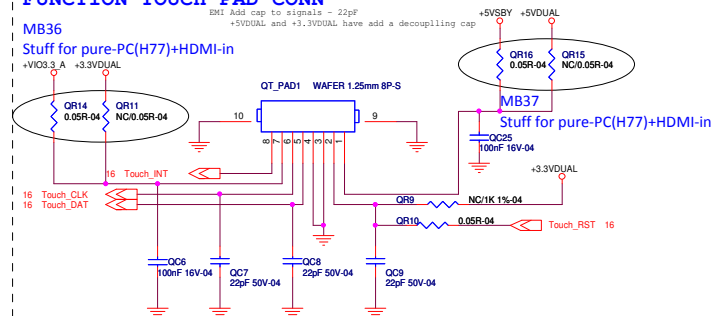 FUNCTION TOUCH PAD CONN
EMI Add cap to signals - 22pF
+5VDUAL and +3.3VDUAL have add a decouplling cap
MB36
Stuff for pure-PC(H77)+HDMI-in
+VIO3.3_A +3.3VDUAL
QR14
0.05R-04
QR11
NC/0.05R-04
QT_PAD1 WAFER 1.25mm 8P-S
10
9
8 7 6 5 4 3 2 1
+5VSBY +5VDUAL
QR16
0.05R-04
QR15
NC/0.05R-04
MB37
Stuff for pure-PC(H77)+HDMI-in
QC25
100nF 16V-04
+3.3VDUAL
16 Touch_INT
16 Touch_CLK
16 Touch_DAT
QR9 NC/1K 1%-04
QR10 0.05R-04
Touch_RST 16
QC6
100nF 16V-04
QC7
22pF 50V-04
QC8
22pF 50V-04
QC9
22pF 50V-04